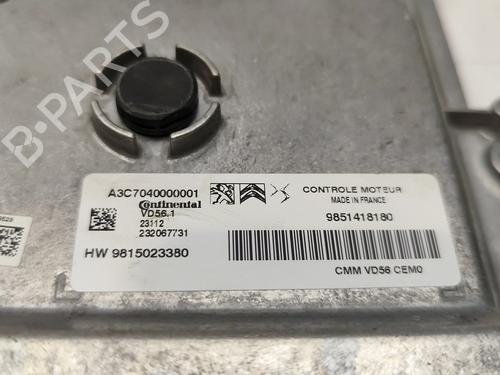 B-PARTS
A3C7040000001
Continental
VD56.1
23112
232067731
HW 9815023380
CONTROLE MOTEUR
MADE IN FRANCE
9851418180
CMM VD56 CEM0